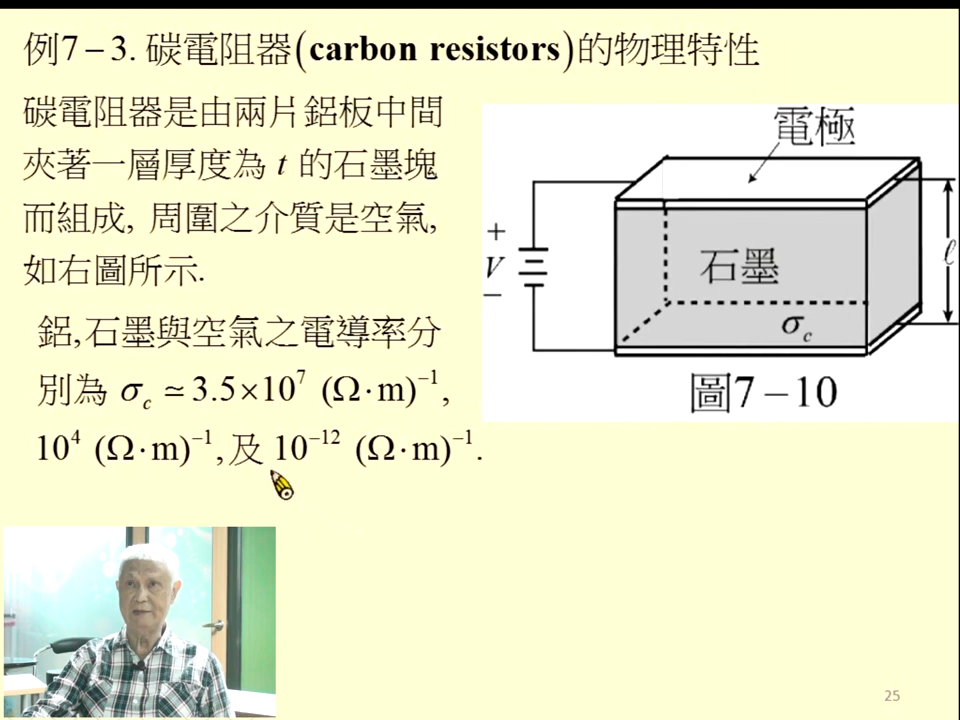 例7－3. 碳電阻器(carbon resistors)的物理特性
碳電阻器是由兩片鋁板中間
夾著一層厚度為 t 的石墨塊
而組成, 周圍之介質是空氣,
如右圖所示.
鋁,石墨與空氣之電導率分
別為 σc ≃ 3.5×10⁷ (Ω·m)⁻¹,
10⁴ (Ω·m)⁻¹,及 10⁻¹² (Ω·m)⁻¹.
電極
+
V
−
石墨
ℓ
σc
圖7－10
25